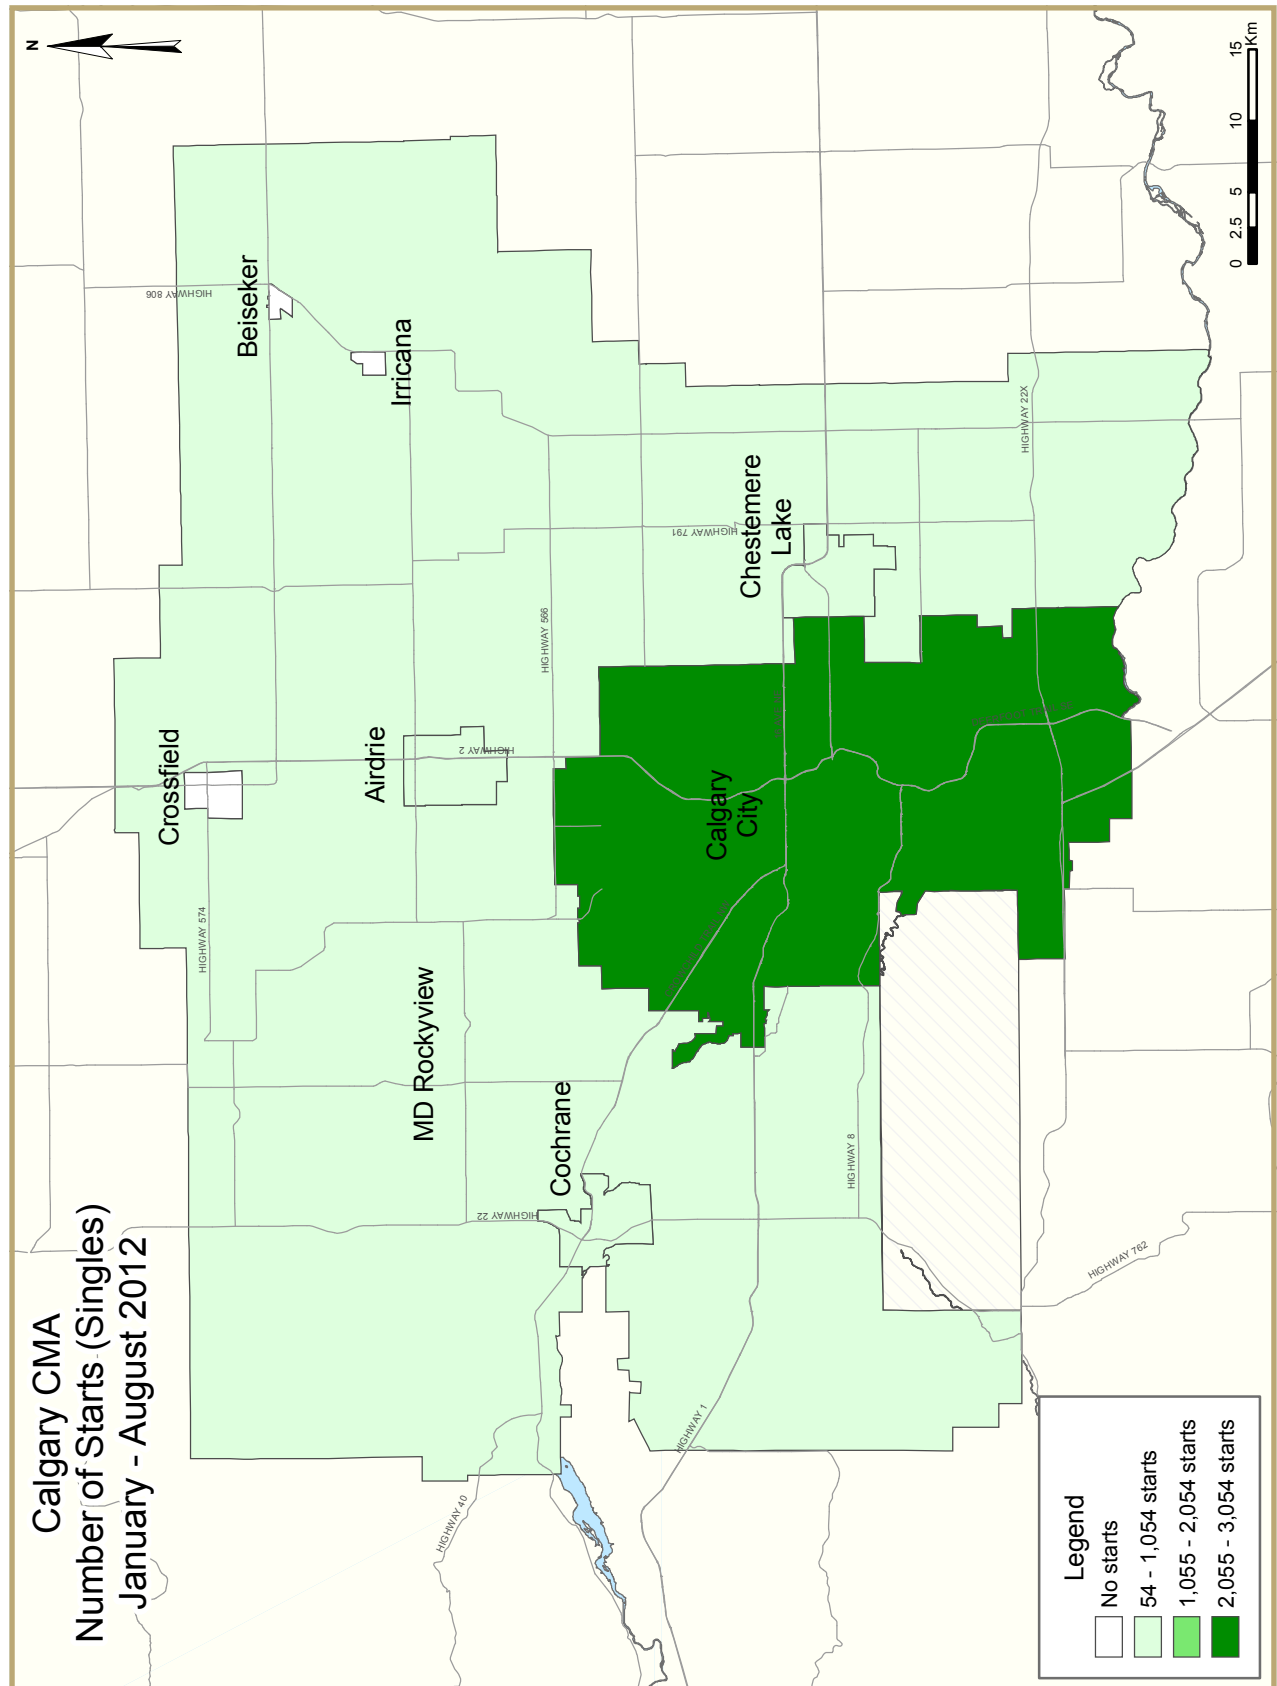 Calgary CMA
Number of Starts (Singles)
January - August 2012
N
HIGHWAY 806
Beiseker
Irricana
Crossfield
HIGHWAY 574
Airdrie
HIGHWAY 2
HIGHWAY 566
MD Rockyview
Cochrane
HIGHWAY 22
HIGHWAY 40
HIGHWAY 791
Chestemere
Lake
Calgary
City
HIGHWAY 8
HIGHWAY 1
HIGHWAY 22X
HIGHWAY 762
Legend
No starts
54 - 1,054 starts
1,055 - 2,054 starts
2,055 - 3,054 starts
0 2.5 5 10 15
Km